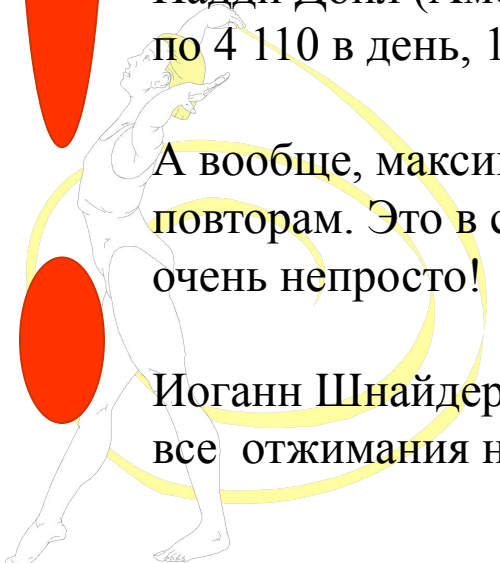 по 4 110 в день, 1
А вообще, макси
повторам. Это в
очень непросто!
Иоганн Шнайдер
все отжимания н